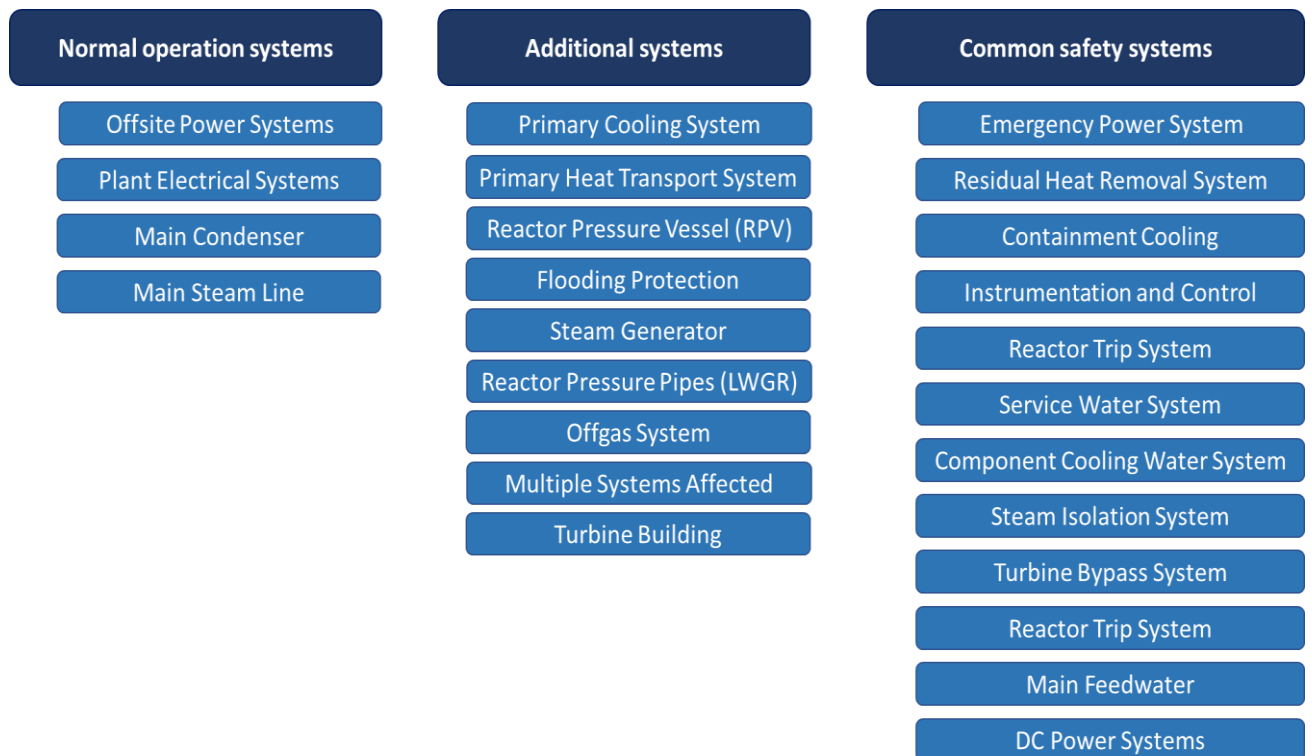 Normal operation systems
Offsite Power Systems
Plant Electrical Systems
Main Condenser
Main Steam Line
Additional systems
Primary Cooling System
Primary Heat Transport System
Reactor Pressure Vessel (RPV)
Flooding Protection
Steam Generator
Reactor Pressure Pipes (LWGR)
Offgas System
Multiple Systems Affected
Turbine Building
Common safety systems
Emergency Power System
Residual Heat Removal System
Containment Cooling
Instrumentation and Control
Reactor Trip System
Service Water System
Component Cooling Water System
Steam Isolation System
Turbine Bypass System
Reactor Trip System
Main Feedwater
DC Power Systems